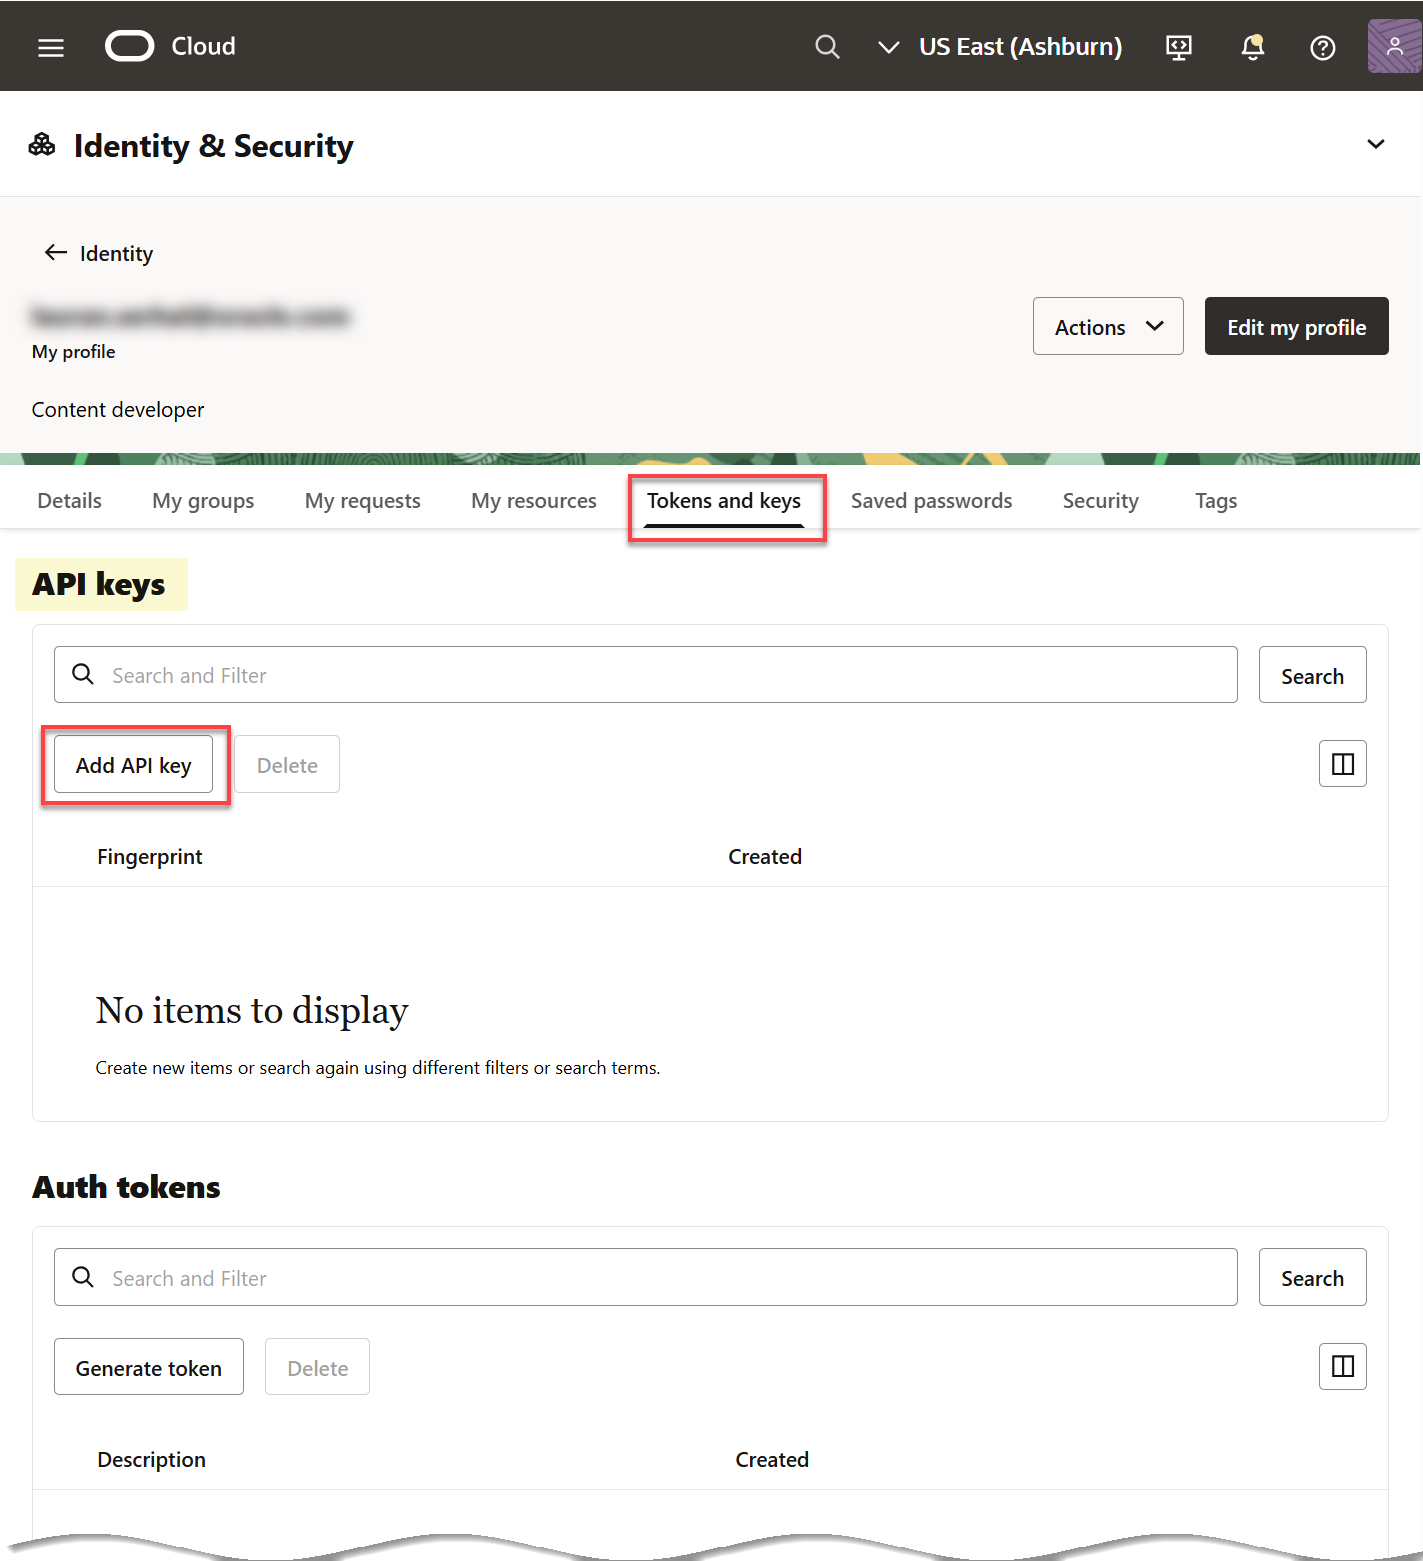 Cloud
US East (Ashburn)
Identity & Security
Identity
My profile
Actions
Edit my profile
Content developer
Details My groups My requests My resources Tokens and keys Saved passwords Security Tags
API keys
Search and Filter
Search
Add API key
Delete
Fingerprint Created
No items to display
Create new items or search again using different filters or search terms.
Auth tokens
Search and Filter
Search
Generate token
Delete
Description Created